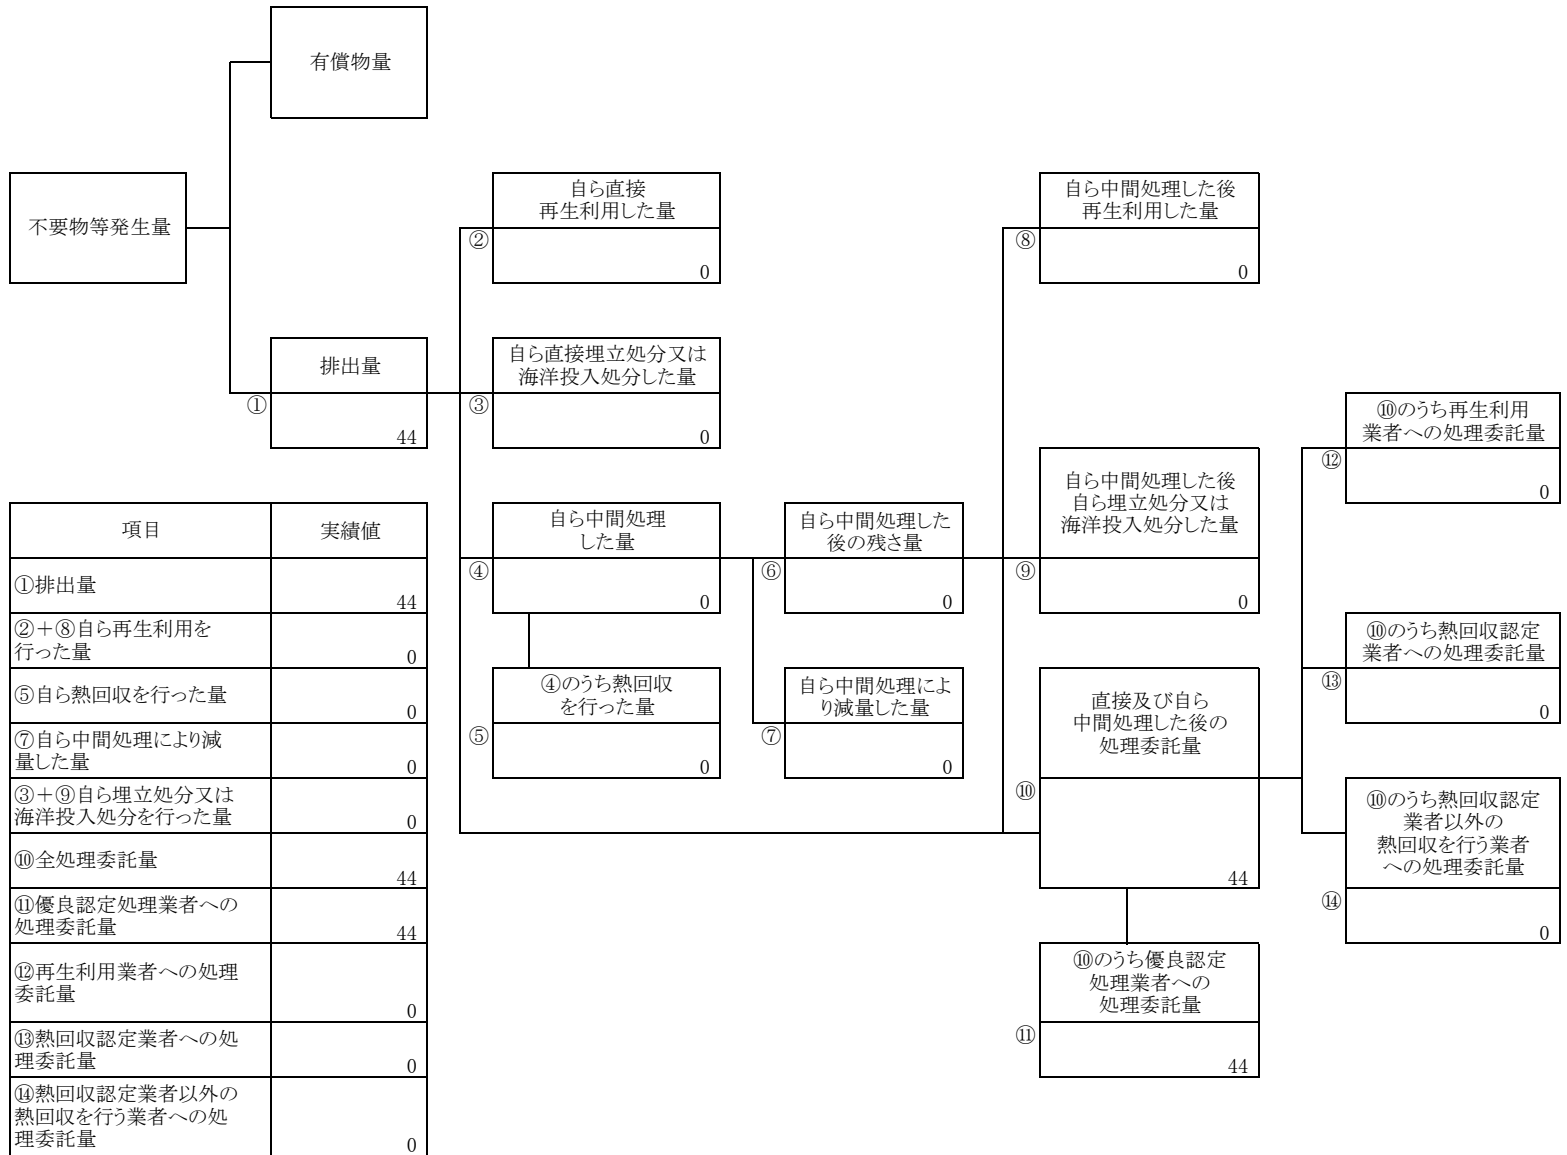 有償物量
不要物等発生量
自ら直接
再生利用した量
②
0
自ら中間処理した後
再生利用した量
⑧
0
排出量
①
44
自ら直接埋立処分又は
海洋投入処分した量
③
0
⑩のうち再生利用
業者への処理委託量
⑫
0
自ら中間処理
した量
④
0
自ら中間処理した
後の残さ量
⑥
0
自ら中間処理した後
自ら埋立処分又は
海洋投入処分した量
⑨
0
⑩のうち熱回収認定
業者への処理委託量
⑬
0
④のうち熱回収
を行った量
⑤
0
自ら中間処理によ
り減量した量
⑦
0
直接及び自ら
中間処理した後の
処理委託量
⑩
44
⑩のうち熱回収認定
業者以外の
熱回収を行う業者
への処理委託量
⑭
0
⑩のうち優良認定
処理業者への
処理委託量
⑪
44
項目 実績値
①排出量
44
②＋⑧自ら再生利用を
行った量 0
⑤自ら熱回収を行った量
0
⑦自ら中間処理により減
量した量 0
③＋⑨自ら埋立処分又は
海洋投入処分を行った量 0
⑩全処理委託量
44
⑪優良認定処理業者への
処理委託量 44
⑫再生利用業者への処理
委託量
0
⑬熱回収認定業者への処
理委託量 0
⑭熱回収認定業者以外の
熱回収を行う業者への処
理委託量 0